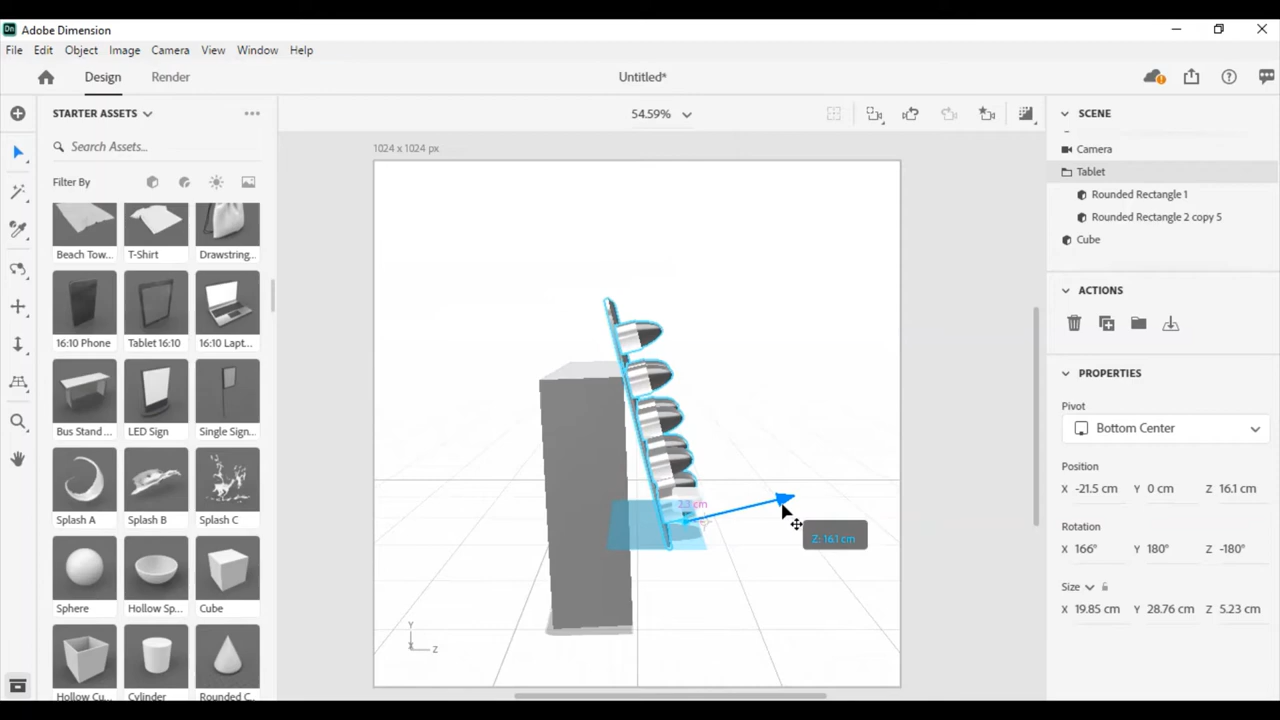 Dn Adobe Dimension
File Edit Object Image Camera View Window Help
Design Render Untitled*
STARTER ASSETS
54.59%
SCENE
Search Assets...
1024 x 1024 px
Camera
Filter By
Tablet
Rounded Rectangle 1
Rounded Rectangle 2 copy 5
Cube
Beach Tow... T-Shirt Drawstring...
ACTIONS
16:10 Phone Tablet 16:10 16:10 Lapt...
PROPERTIES
Pivot
Bottom Center
Bus Stand ... LED Sign Single Sign...
Position
X -21.5 cm Y 0 cm Z 16.1 cm
2.3 cm
Z: 16.1 cm
Splash A Splash B Splash C
Rotation
X 166° Y 180° Z -180°
Size
X 19.85 cm Y 28.76 cm Z 5.23 cm
Sphere Hollow Sp... Cube
Y
X Z
Hollow Cu... Cylinder Rounded C...